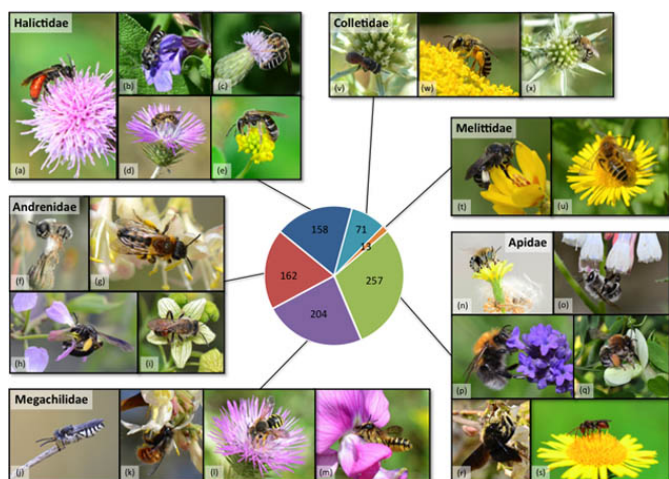 Halictidae
(a)
(b)
(c)
(d)
(e)
Colletidae
(v)
(w)
(x)
Melittidae
(t)
(u)
Andrenidae
(f)
(g)
(h)
(i)
158
71
13
162
257
204
Apidae
(n)
(o)
(p)
(q)
(r)
(s)
Megachilidae
(j)
(k)
(l)
(m)